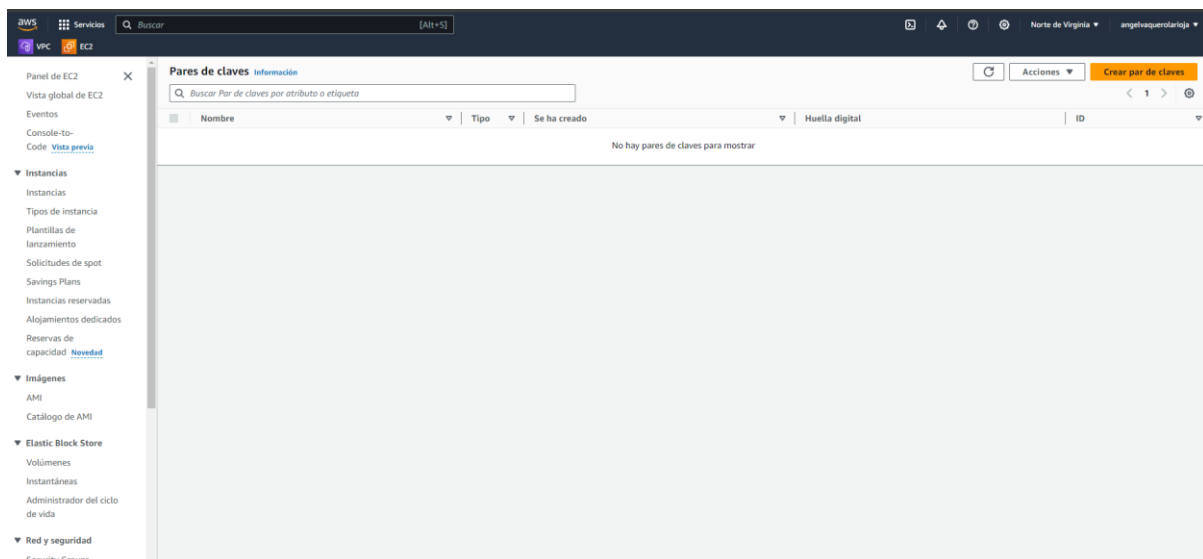 aws Servicios Buscar [Alt+S] Norte de Virginia angelvaquerolarioja
VPC EC2
Panel de EC2
Vista global de EC2
Eventos
Console-to-
Code Vista previa
Instancias
Instancias
Tipos de instancia
Plantillas de
lanzamiento
Solicitudes de spot
Savings Plans
Instancias reservadas
Alojamientos dedicados
Reservas de
capacidad Novedad
Imágenes
AMI
Catálogo de AMI
Elastic Block Store
Volúmenes
Instantáneas
Administrador del ciclo
de vida
Red y seguridad
Security Groups
Pares de claves Información Acciones Crear par de claves
Buscar Par de claves por atributo o etiqueta 1
Nombre Tipo Se ha creado Huella digital ID
No hay pares de claves para mostrar